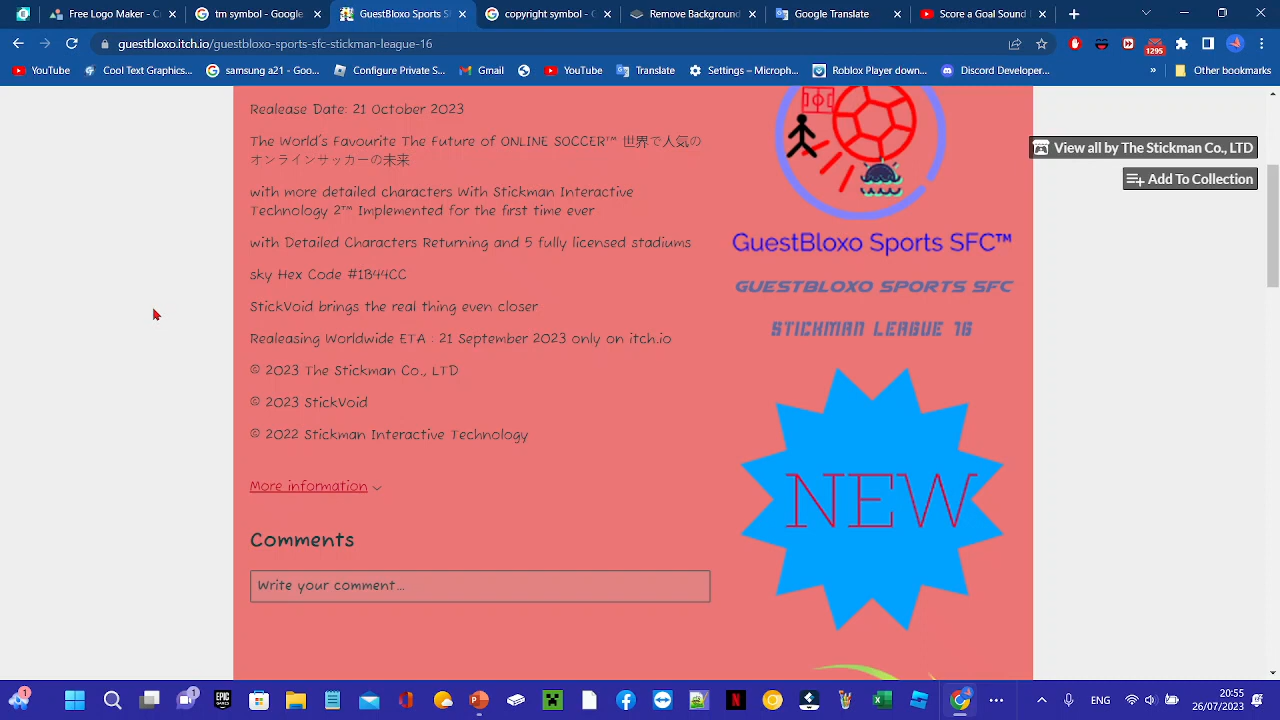 Free Logo Maker - C
tm symbol - Google
GuestBloxo Sports SF
copyright symbol - G
Remove Background
Google Translate
Score a Goal Sound
guestbloxo.itch.io/guestbloxo-sports-sfc-stickman-league-16
1295
YouTube
Cool Text Graphics...
samsung a21 - Goo...
Configure Private S...
Gmail
YouTube
Translate
Settings – Microph...
Roblox Player down...
Discord Developer...
»
Other bookmarks
Realease Date: 21 October 2023
The World's Favourite The Future of ONLINE SOCCER™ 世界で人気の
オンラインサッカーの未来
with more detailed characters With Stickman Interactive
Technology 2™ Implemented for the first time ever
with Detailed Characters Returning and 5 fully licensed stadiums
sky Hex Code #1B44CC
StickVoid brings the real thing even closer
Realeasing Worldwide ETA : 21 September 2023 only on itch.io
© 2023 The Stickman Co., LTD
© 2023 StickVoid
© 2022 Stickman Interactive Technology
More information
Comments
Write your comment...
GuestBloxo Sports SFC™
GUESTBLOXO SPORTS SFC
STICKMAN LEAGUE 16
NEW
View all by The Stickman Co., LTD
Add To Collection
1
1
EPIC
GAMES
4
ENG
20:55
26/07/2023